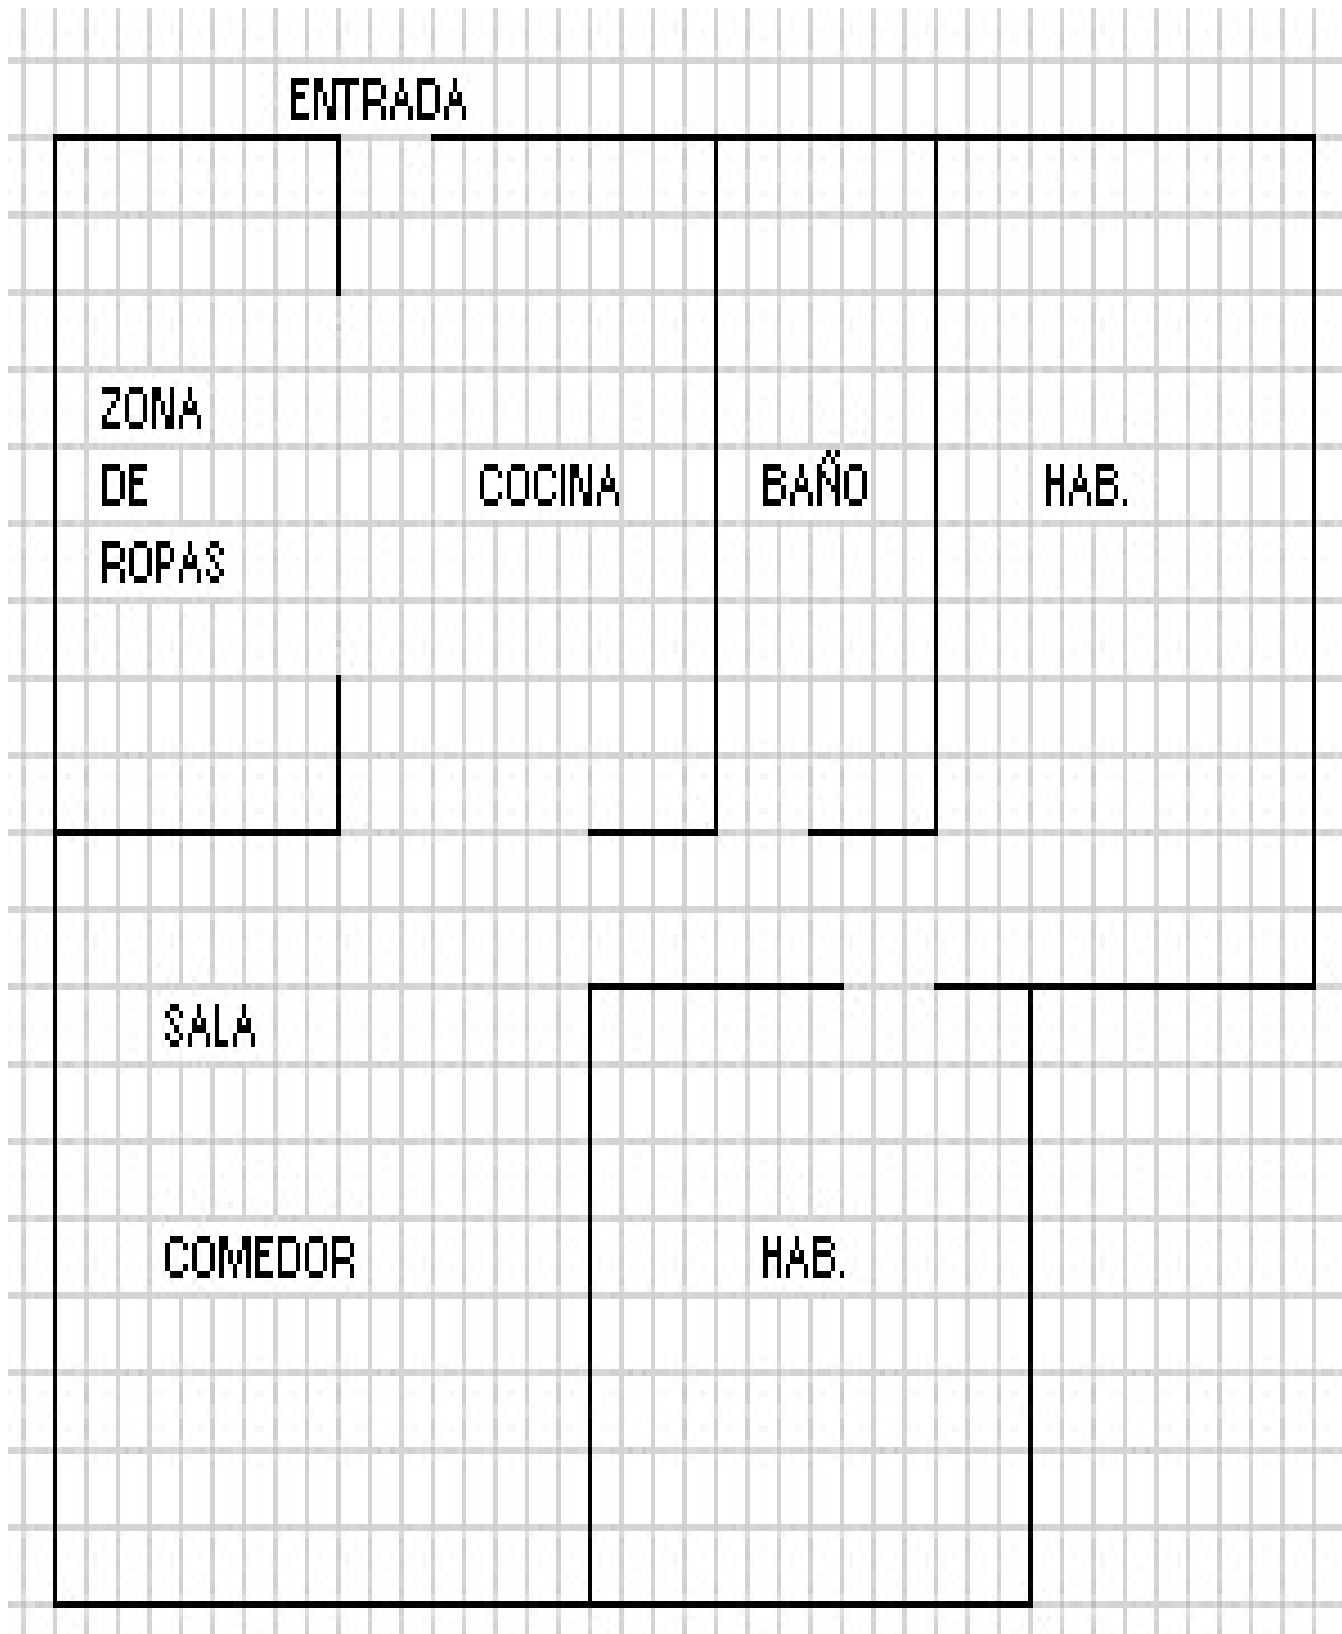 ENTRADA
ZONA
DE
ROPAS
COCINA
BAÑO
HAB.
SALA
COMEDOR
HAB.